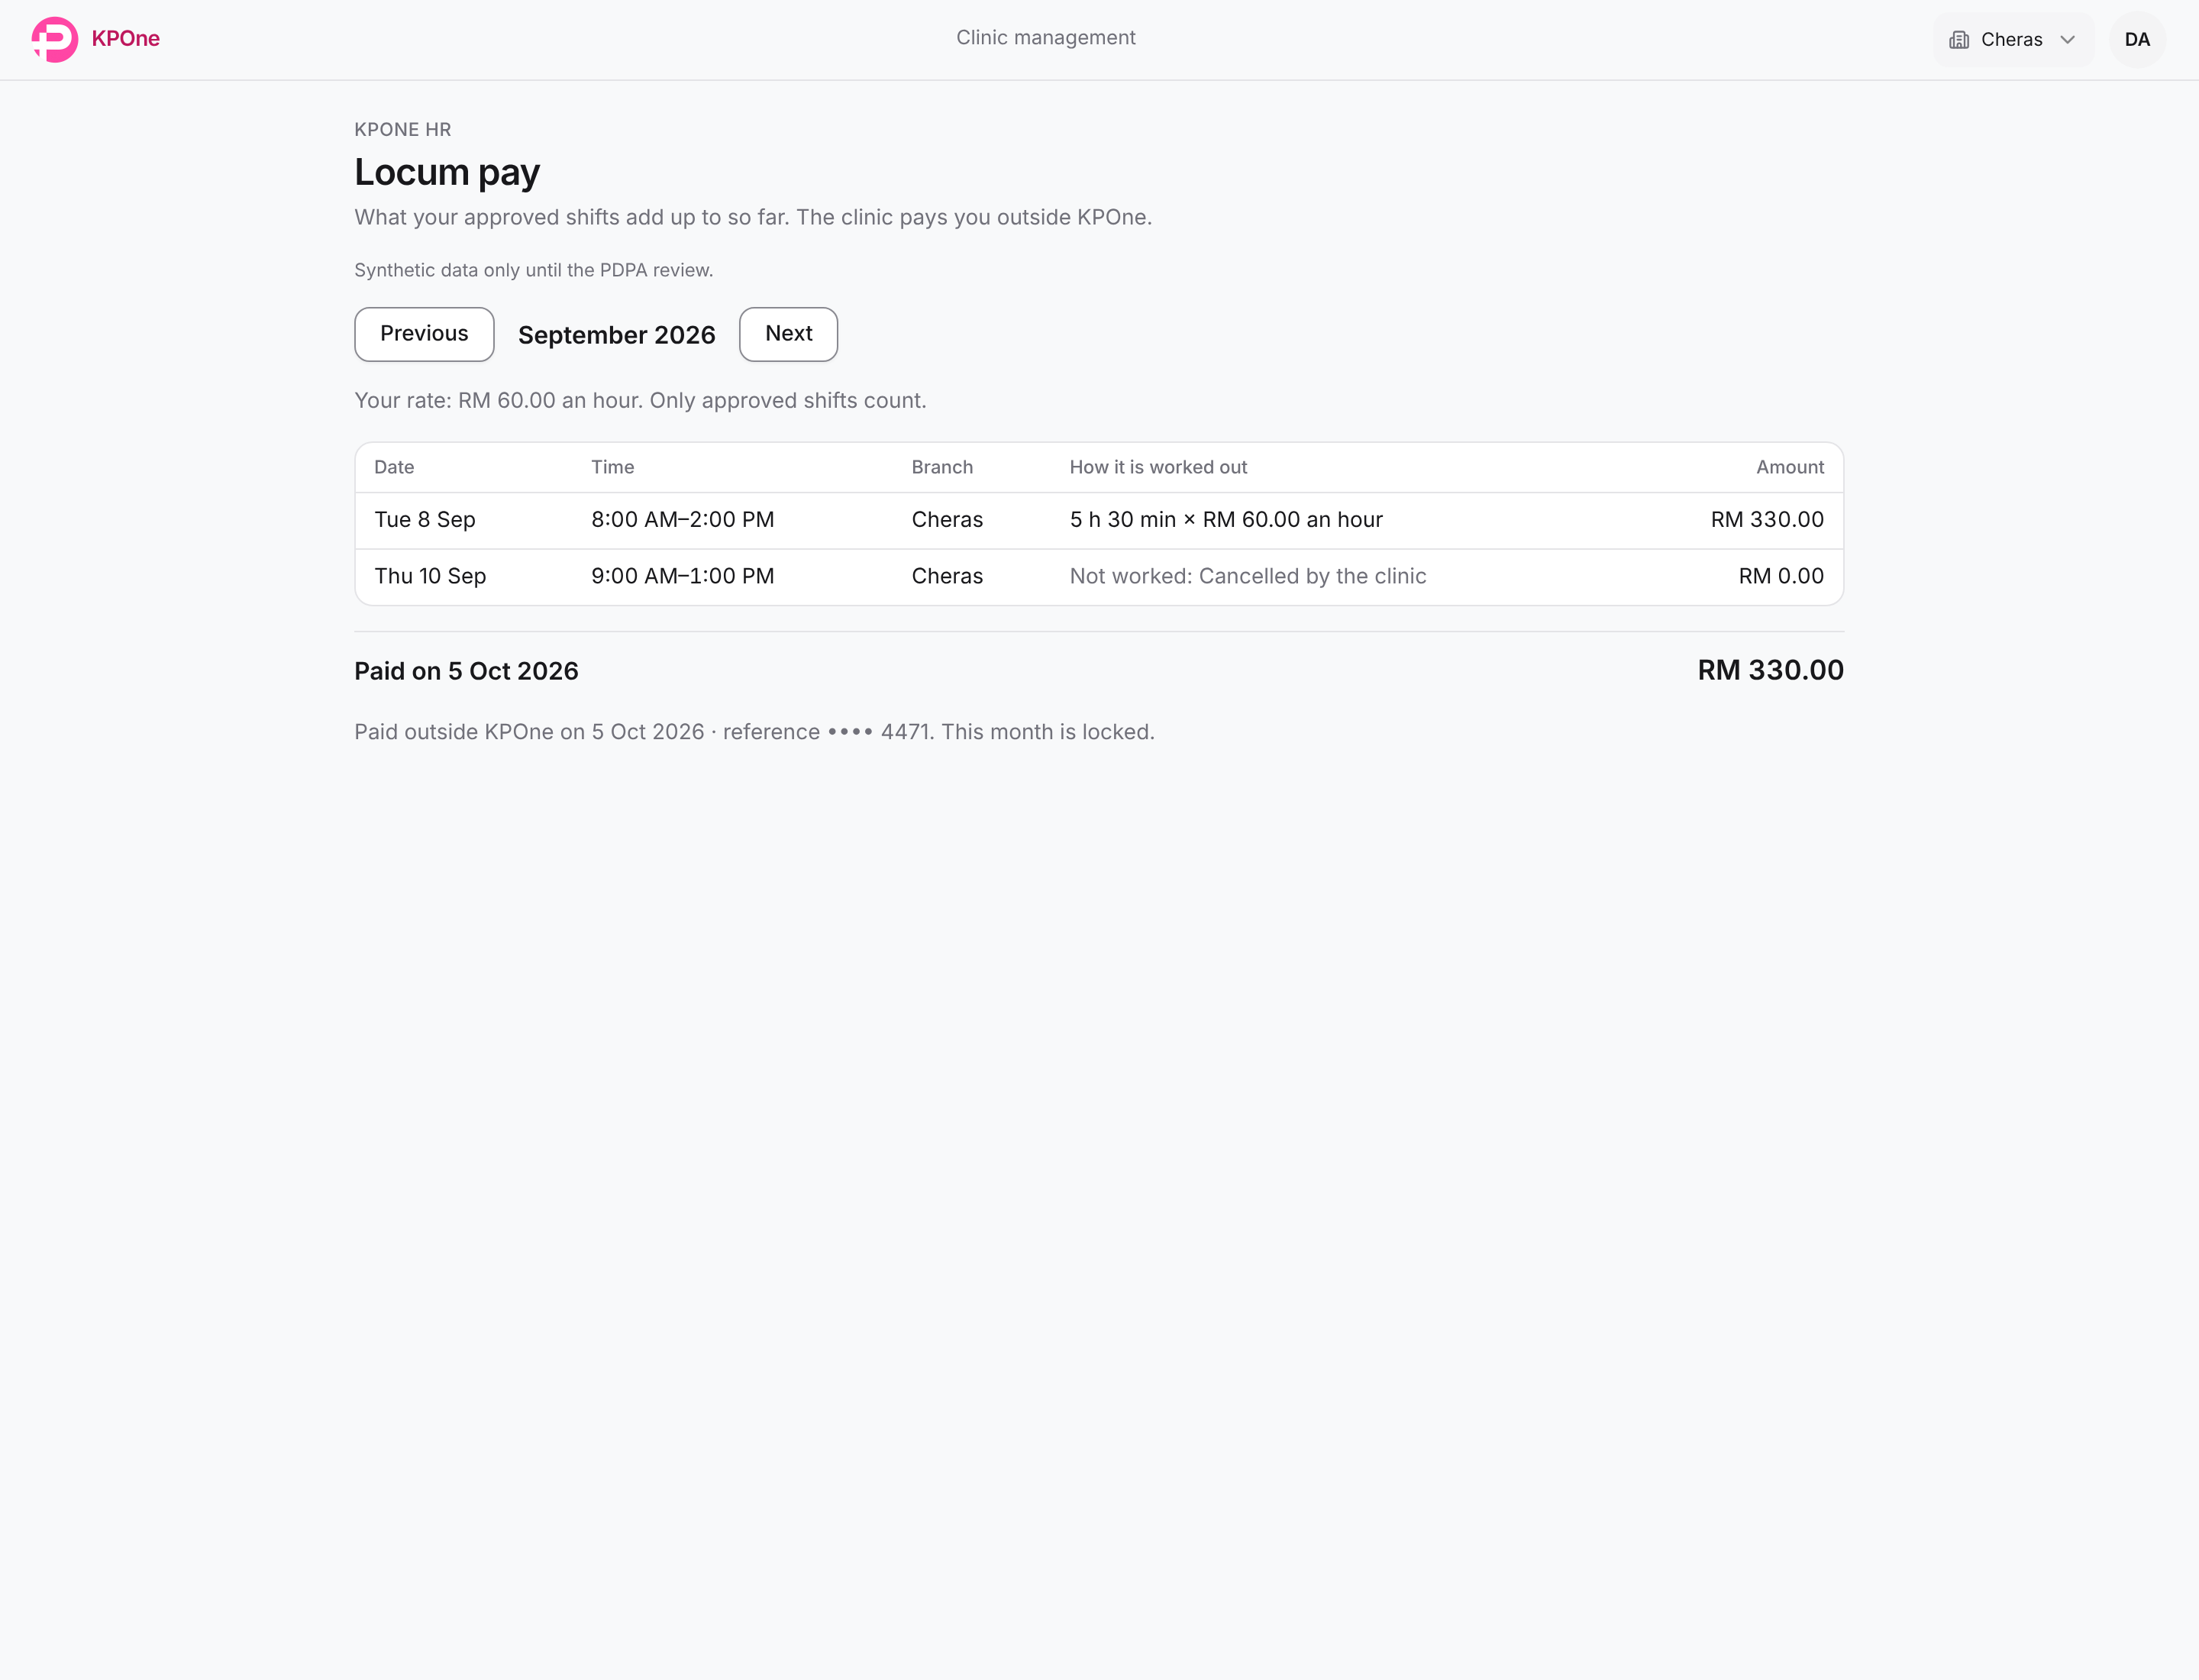 KPOne
Clinic management
Cheras
DA
KPONE HR
Locum pay
What your approved shifts add up to so far. The clinic pays you outside KPOne.
Synthetic data only until the PDPA review.
Previous
September 2026
Next
Your rate: RM 60.00 an hour. Only approved shifts count.
Date Time Branch How it is worked out Amount
Tue 8 Sep 8:00 AM–2:00 PM Cheras 5 h 30 min × RM 60.00 an hour RM 330.00
Thu 10 Sep 9:00 AM–1:00 PM Cheras Not worked: Cancelled by the clinic RM 0.00
Paid on 5 Oct 2026 RM 330.00
Paid outside KPOne on 5 Oct 2026 · reference •••• 4471. This month is locked.